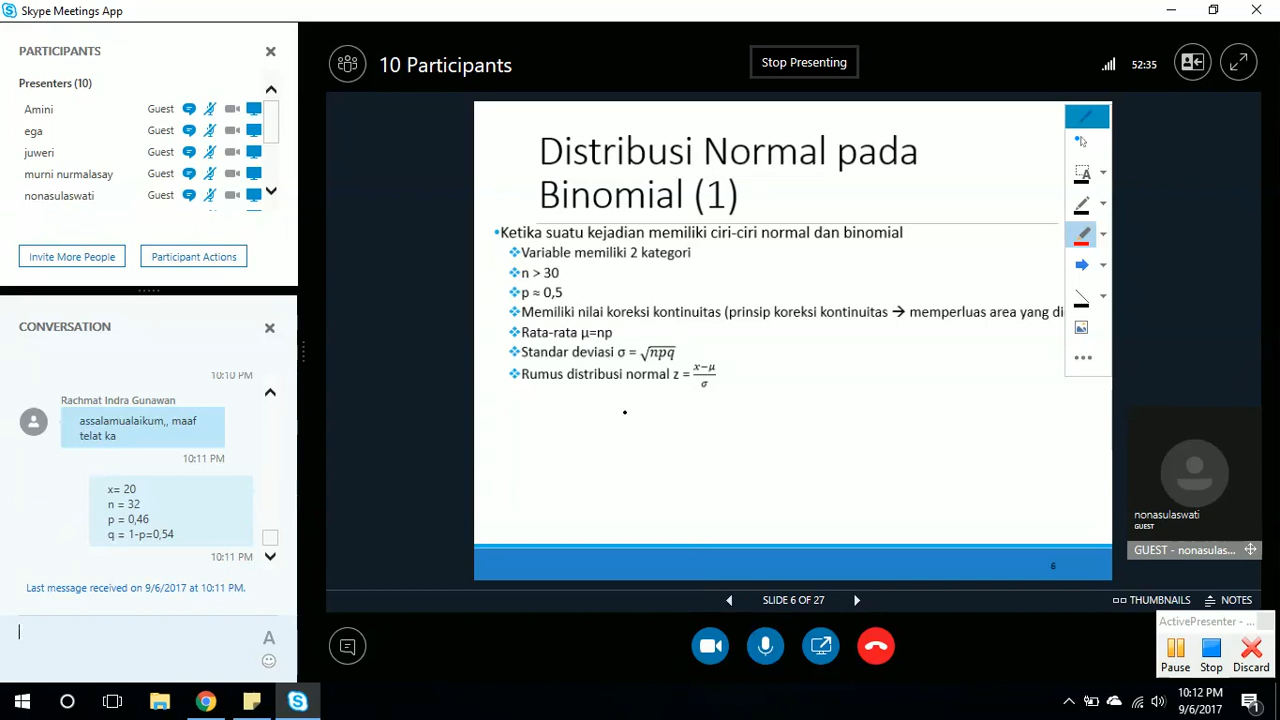 Skype Meetings App
PARTICIPANTS
Presenters (10)
Amini Guest
ega Guest
juweri Guest
murni nurmalasay Guest
nonasulaswati Guest
Invite More People
Participant Actions
CONVERSATION
10:10 PM
Rachmat Indra Gunawan
assalamualaikum,, maaf
telat ka
10:11 PM
x= 20
n = 32
p = 0,46
q = 1-p=0,54
10:11 PM
Last message received on 9/6/2017 at 10:11 PM.
A
10 Participants
Stop Presenting
52:35
Distribusi Normal pada
Binomial (1)
•Ketika suatu kejadian memiliki ciri-ciri normal dan binomial
❖Variable memiliki 2 kategori
❖n > 30
❖p ≈ 0,5
❖Memiliki nilai koreksi kontinuitas (prinsip koreksi kontinuitas → memperluas area yang di
❖Rata-rata μ=np
❖Standar deviasi σ = √npq
❖Rumus distribusi normal z = x−μ/σ
6
A
nonasulaswati
GUEST
GUEST - nonasulas...
SLIDE 6 OF 27
THUMBNAILS
NOTES
ActivePresenter - ...
Pause
Stop
Discard
10:12 PM
9/6/2017
1